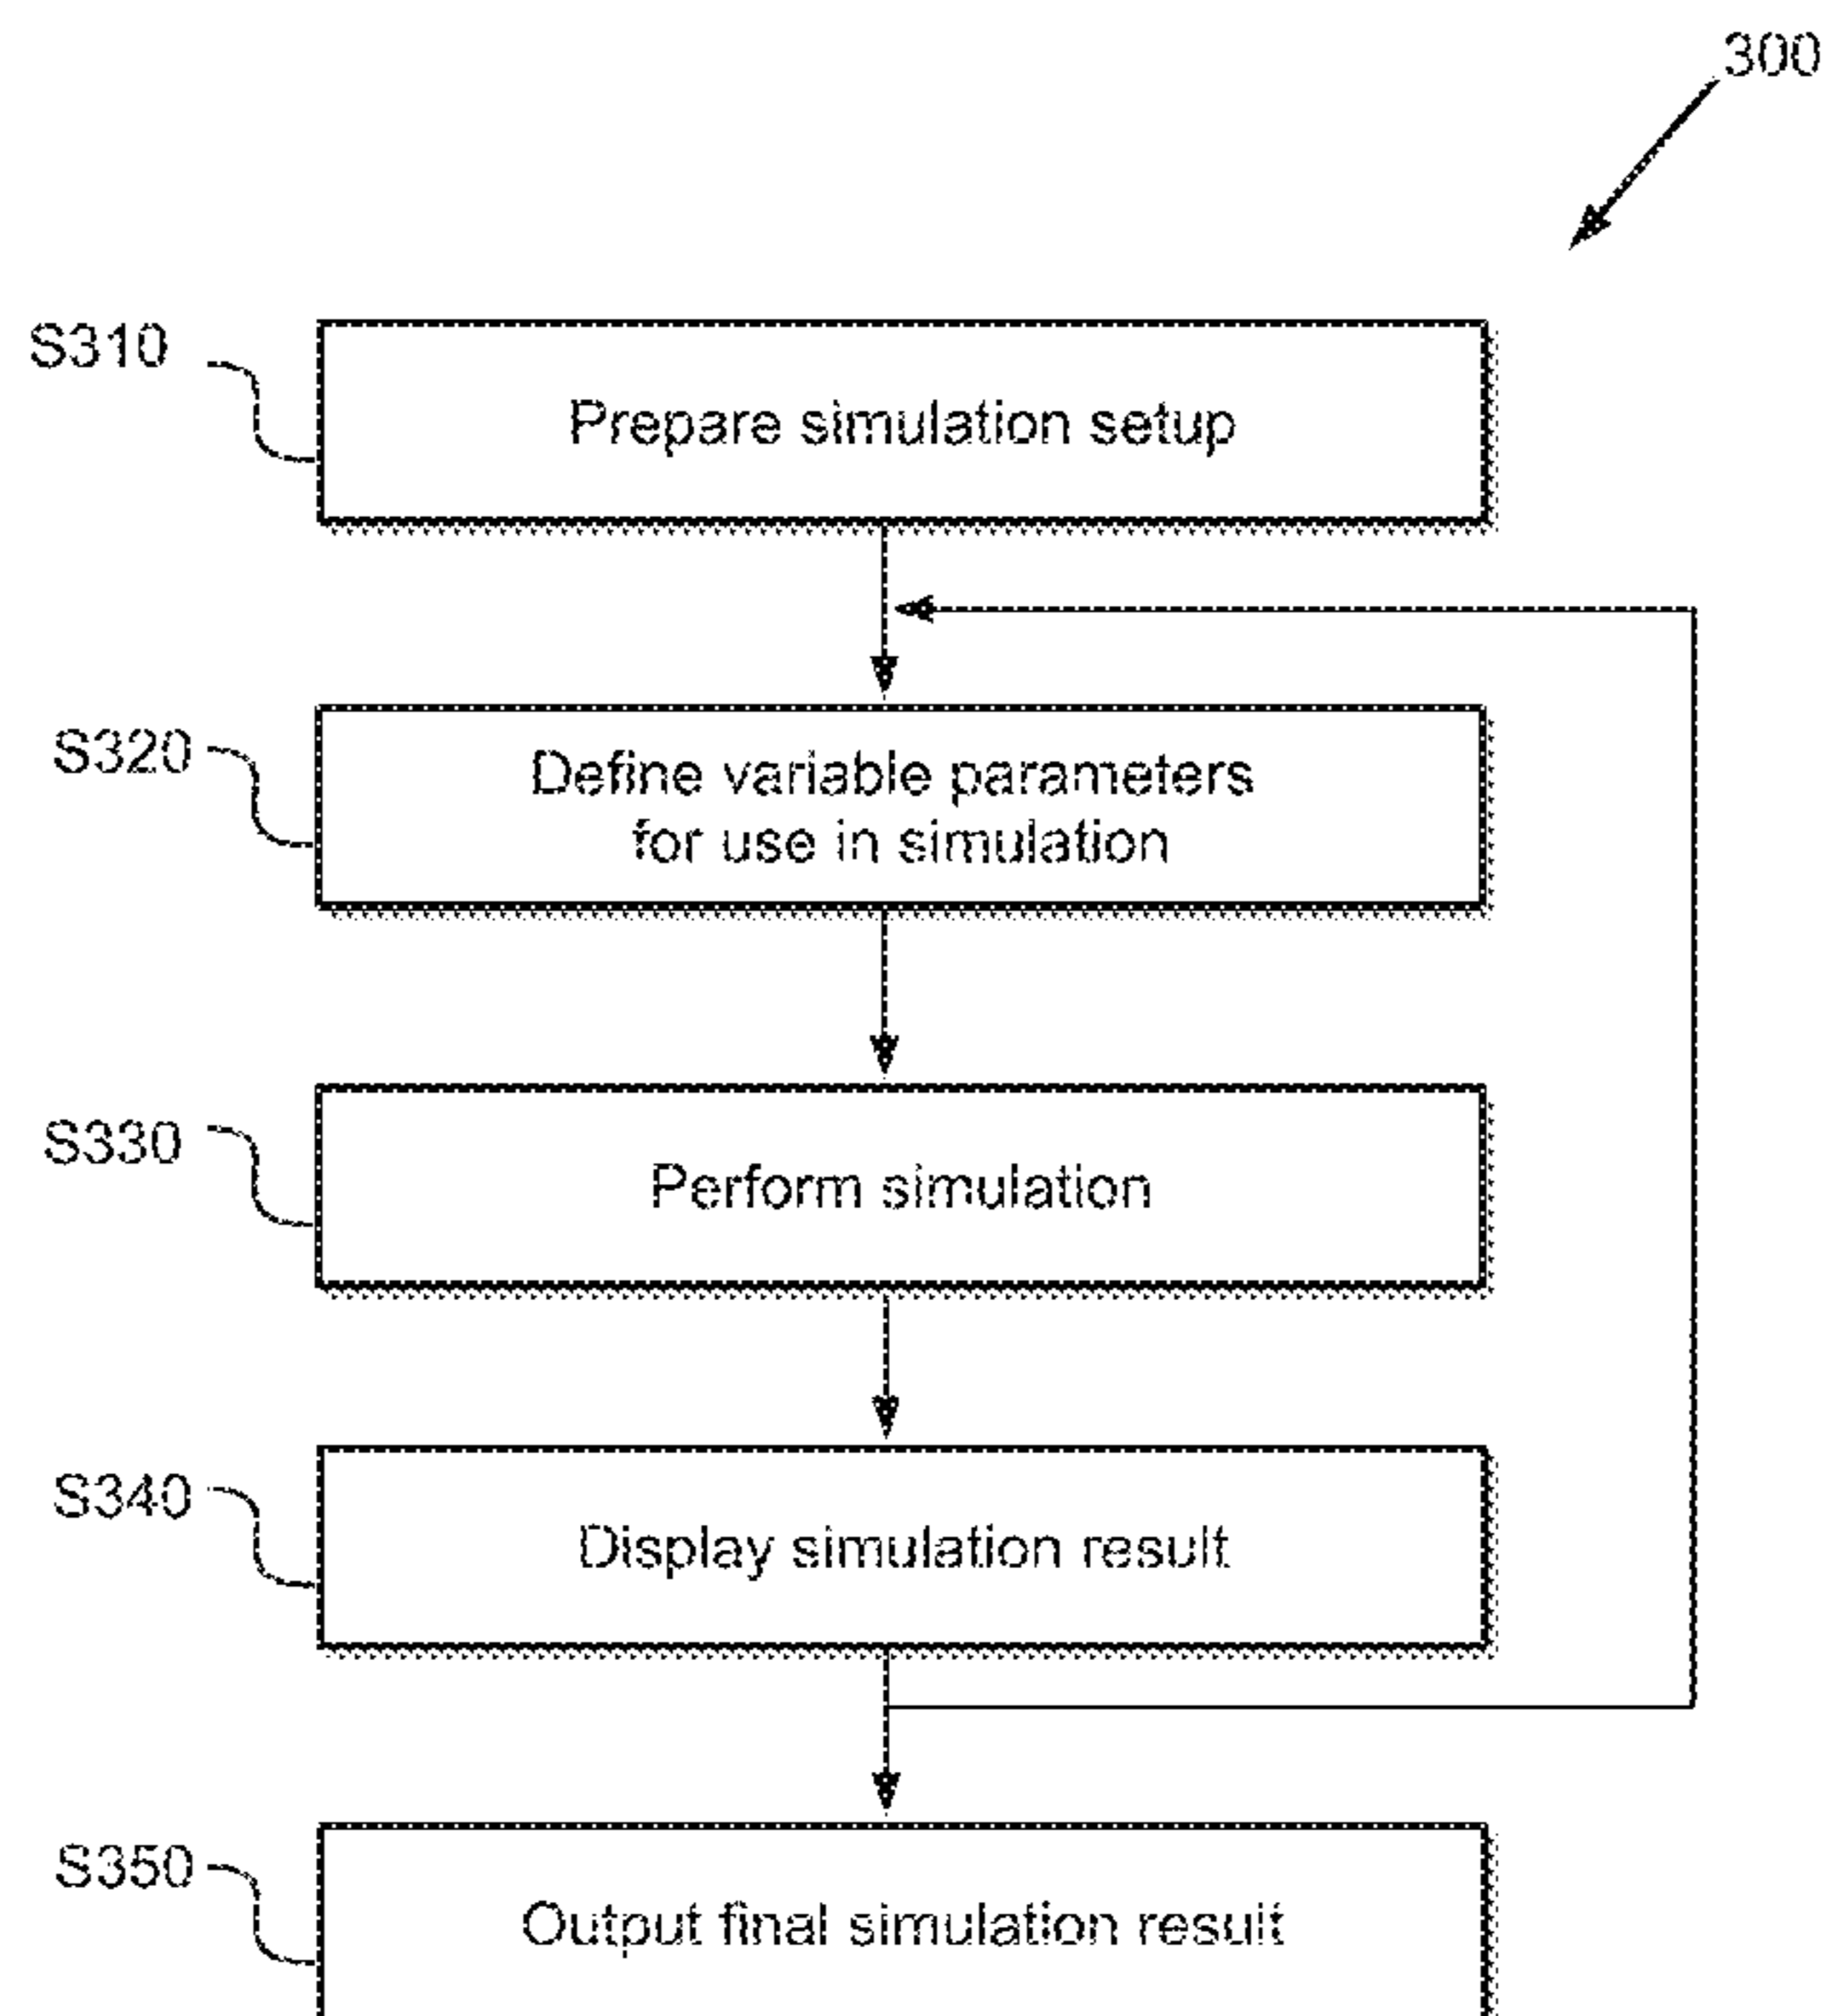 300
S310
Prepare simulation setup
S320
Define variable parameters
for use in simulation
S330
Perform simulation
S340
Display simulation result
S350
Output final simulation result